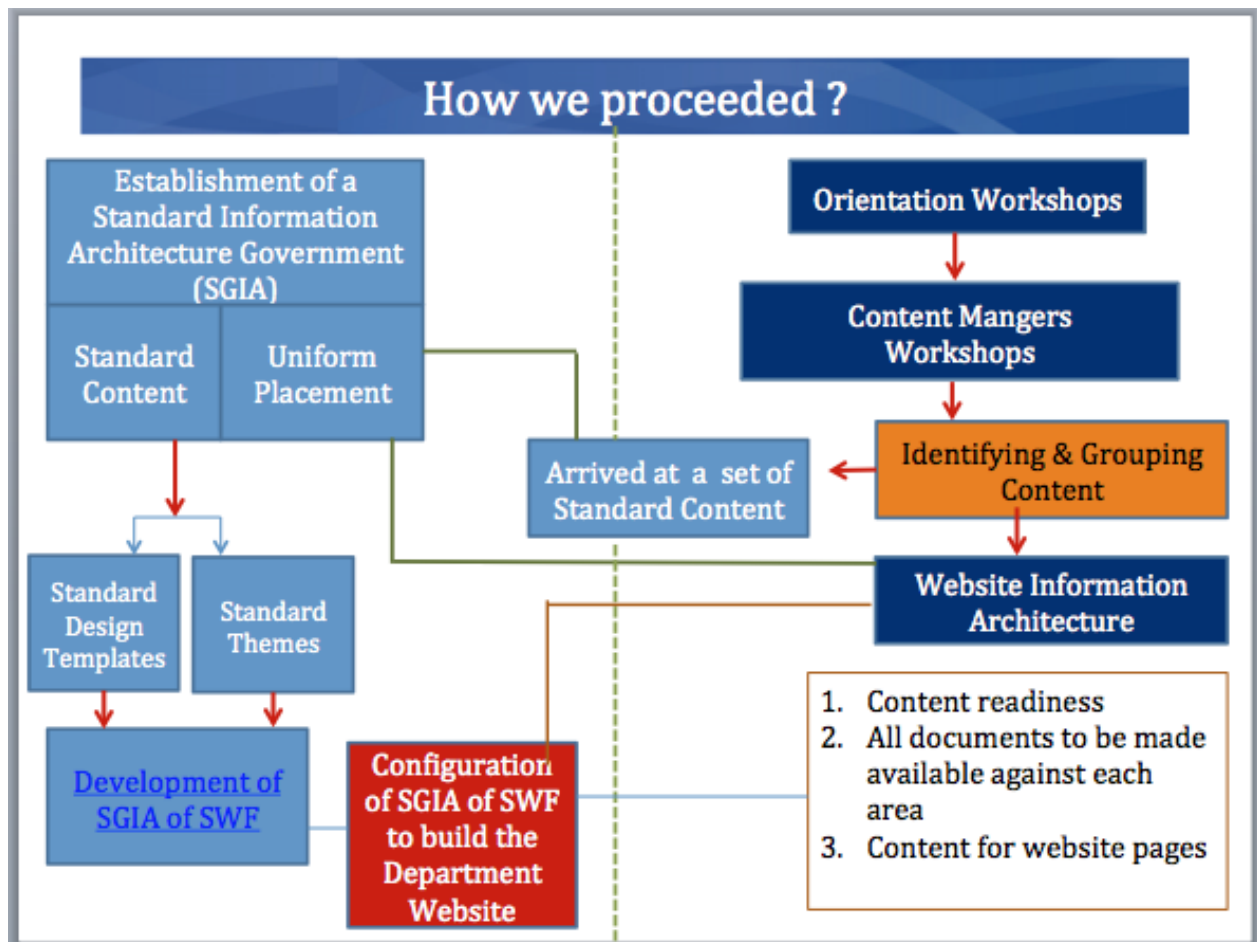 How we proceeded ?
Establishment of a
Standard Information
Architecture Government
(SGIA)
Standard
Content
Uniform
Placement
Standard
Design
Templates
Standard
Themes
Development of
SGIA of SWF
Configuration
of SGIA of SWF
to build the
Department
Website
Arrived at a set of
Standard Content
Orientation Workshops
Content Mangers
Workshops
Identifying & Grouping
Content
Website Information
Architecture
1. Content readiness
2. All documents to be made
available against each
area
3. Content for website pages